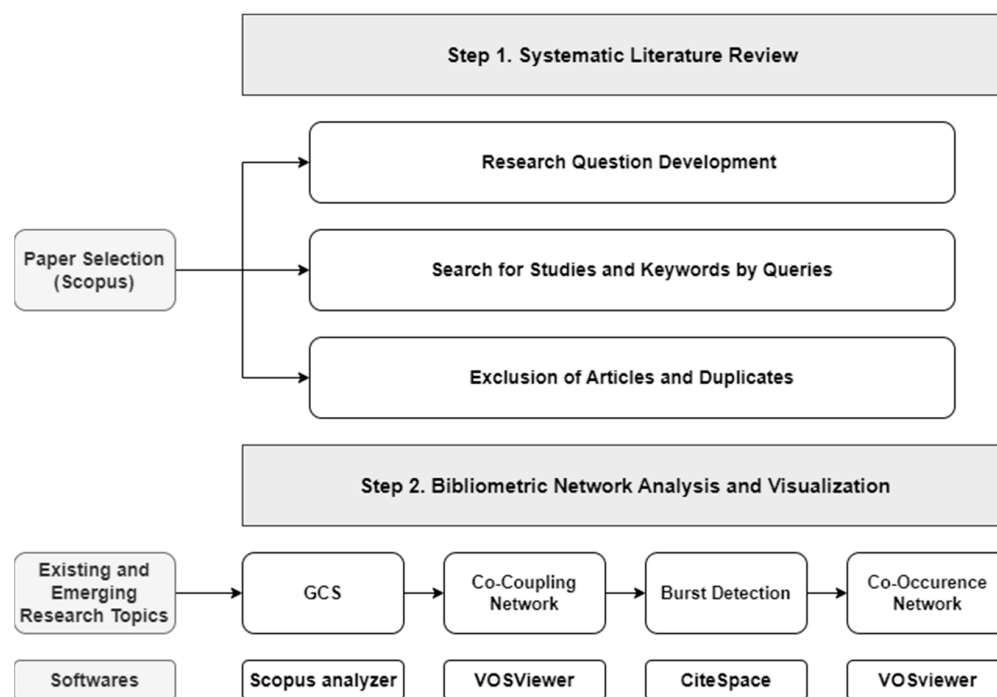 Step 1. Systematic Literature Review
Research Question Development
Paper Selection
(Scopus)
Search for Studies and Keywords by Queries
Exclusion of Articles and Duplicates
Step 2. Bibliometric Network Analysis and Visualization
Existing and
Emerging
Research Topics
GCS
Co-Coupling
Network
Burst Detection
Co-Occurence
Network
Softwares
Scopus analyzer
VOSViewer
CiteSpace
VOSviewer